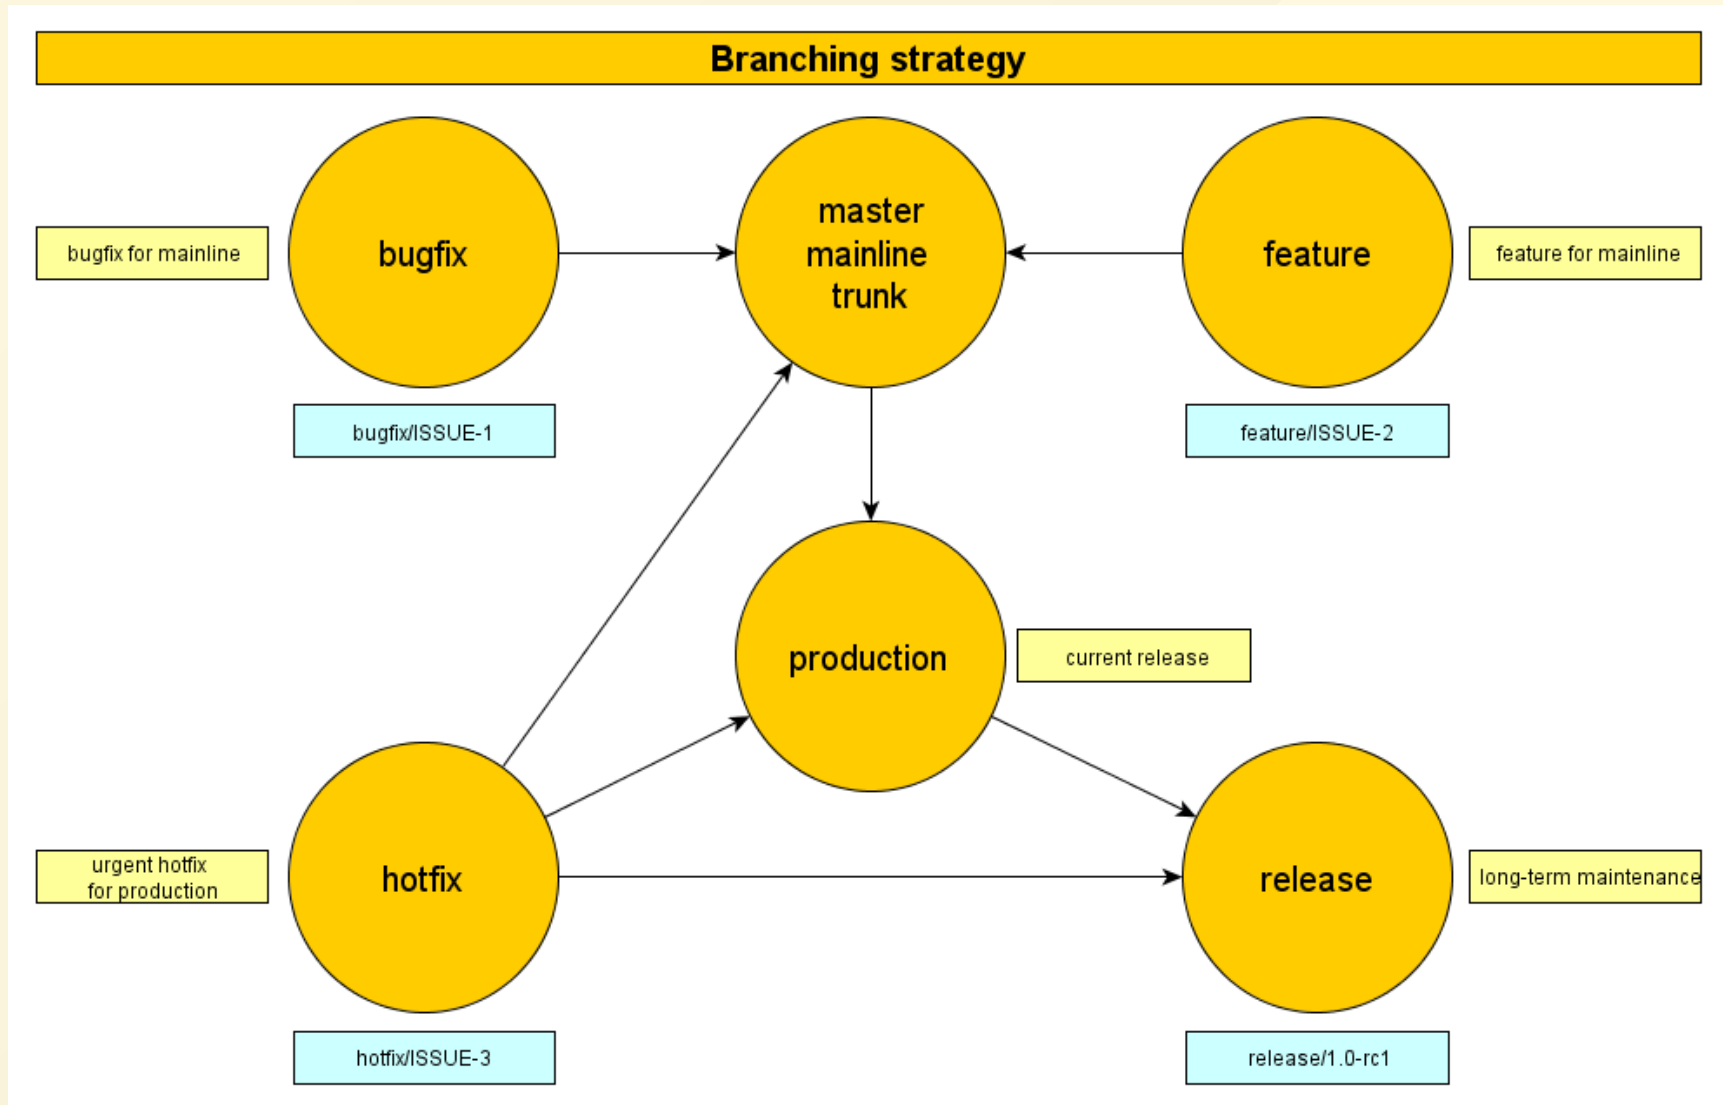 Branching strategy
bugfix for mainline
bugfix
master
mainline
trunk
feature
feature for mainline
bugfix/ISSUE-1
feature/ISSUE-2
production
current release
urgent hotfix
for production
hotfix
release
long-term maintenance
hotfix/ISSUE-3
release/1.0-rc1